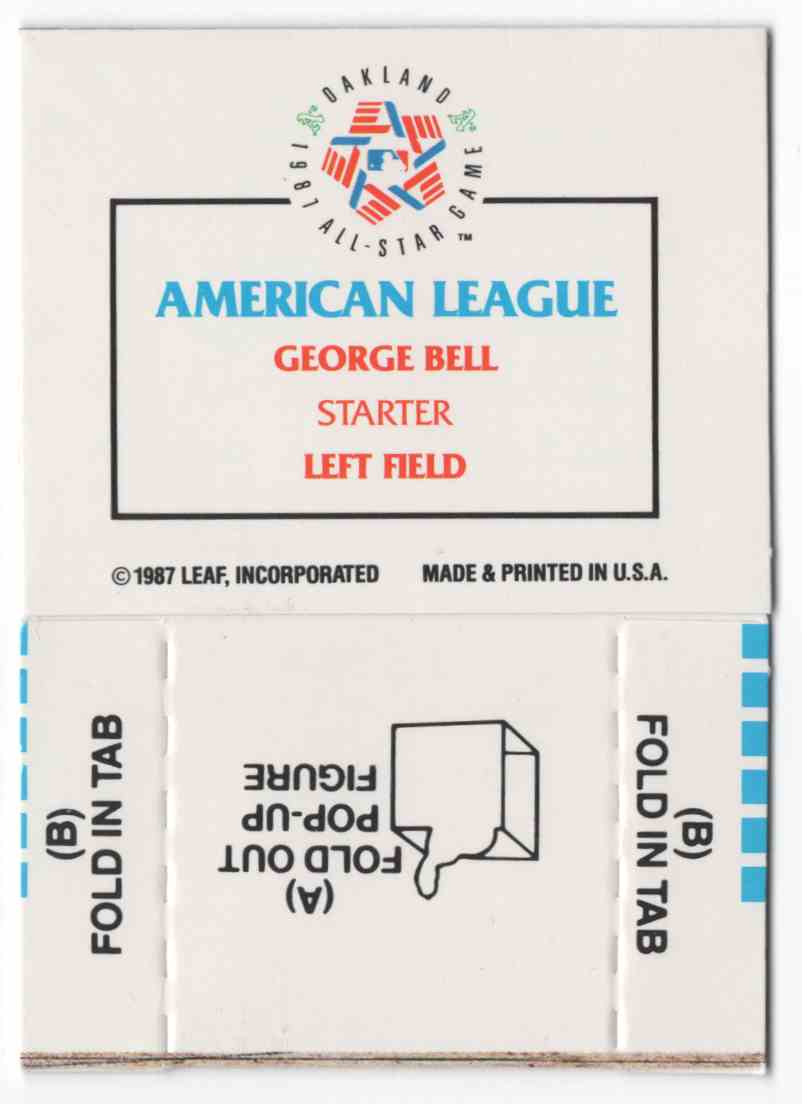 OAKLAND
1987 ALL-STAR GAME ™
AMERICAN LEAGUE
GEORGE BELL
STARTER
LEFT FIELD
© 1987 LEAF, INCORPORATED MADE & PRINTED IN U.S.A.
(B)
FOLD IN TAB
(A)
FOLD OUT
POP-UP
FIGURE
(B)
FOLD IN TAB